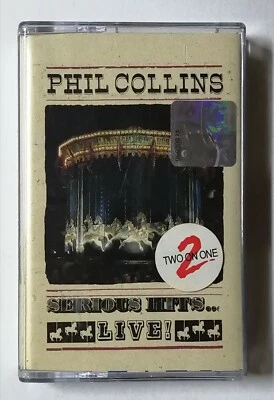 PHIL COLLINS
2
TWO ON ONE
SERIOUS HITS...
LIVE!